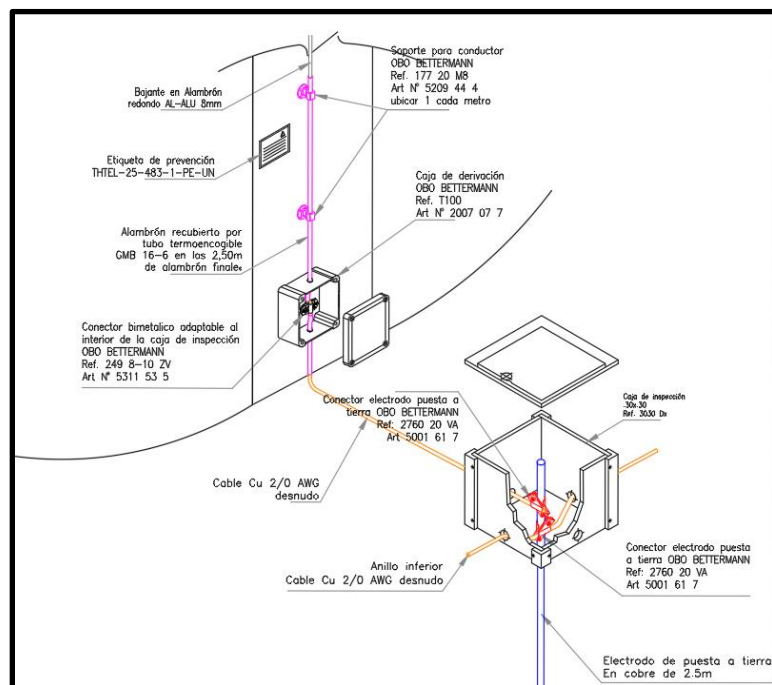 Soporte para conductor
OBO BETTERMANN
Ref. 177 20 M8
Art Nº 5209 44 4
ubicar 1 cada metro
Bajante en Alambrón
redondo AL-ALU 8mm
Etiqueta de prevención
THTEL-25-483-1-PE-UN
Caja de derivación
OBO BETTERMANN
Ref. T100
Art Nº 2007 07 7
Alambrón recubierto por
tubo termoencogible
GMB 16-6 en los 2,50m
de alambrón finales
Conector bimetalico adaptable al
interior de la caja de inspección
OBO BETTERMANN
Ref. 249 8-10 ZV
Art Nº 5311 53 5
Conector electrodo puesta a
tierra OBO BETTERMANN
Ref: 2760 20 VA
Art 5001 61 7
Caja de inspección
30x30
Ref. 3030 Da
Cable Cu 2/0 AWG
desnudo
Anillo inferior
Cable Cu 2/0 AWG desnudo
Conector electrodo puesta
a tierra OBO BETTERMANN
Ref: 2760 20 VA
Art 5001 61 7
Electrodo de puesta a tierra
En cobre de 2.5m